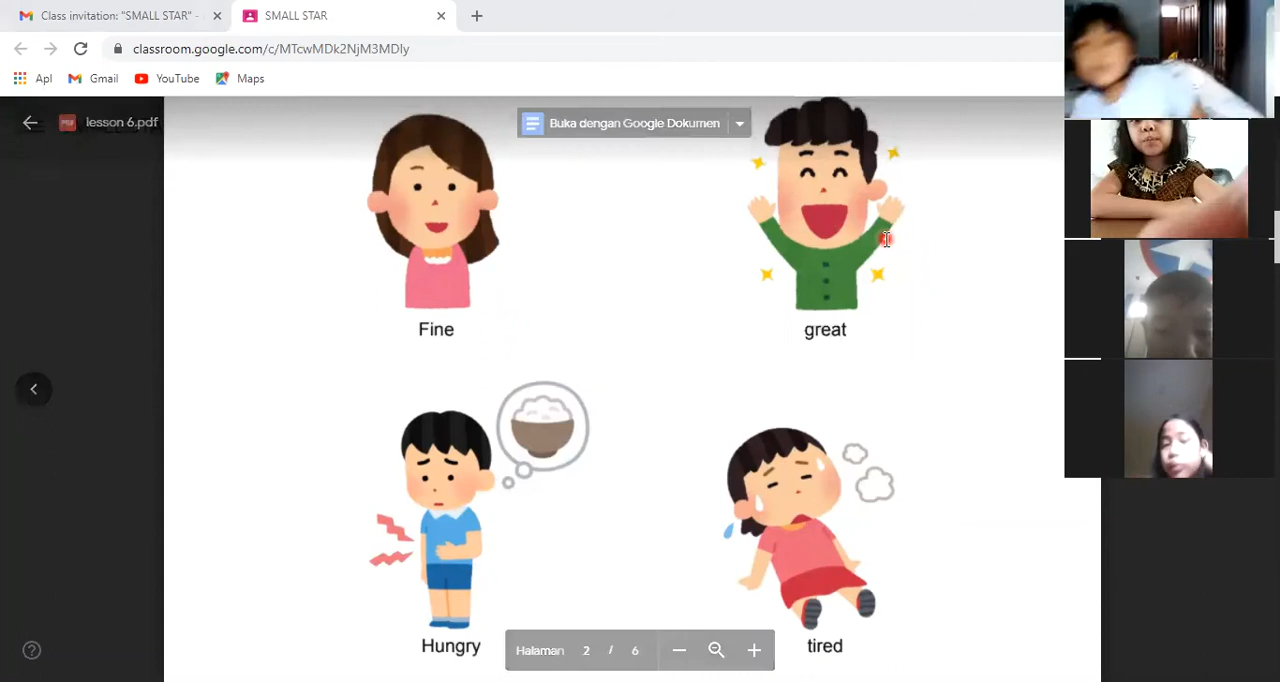 Class invitation: "SMALL STAR" -
SMALL STAR
classroom.google.com/c/MTcwMDk2NjM3MDIy
Apl Gmail YouTube Maps
PDF lesson 6.pdf
Buka dengan Google Dokumen
Fine
great
Hungry
tired
Halaman 2 / 6